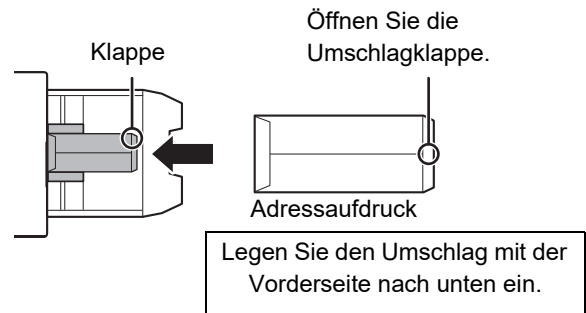 Öffnen Sie die
Umschlagklappe.
Klappe
Adressaufdruck
Legen Sie den Umschlag mit der
Vorderseite nach unten ein.